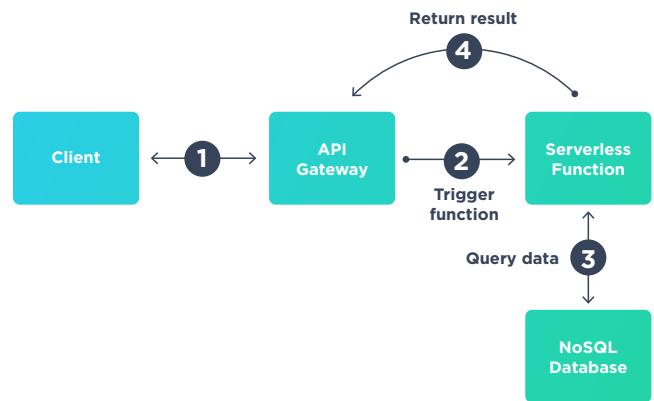 Return result
4
Client
1
API
Gateway
2
Trigger
function
Serverless
Function
Query data
3
NoSQL
Database